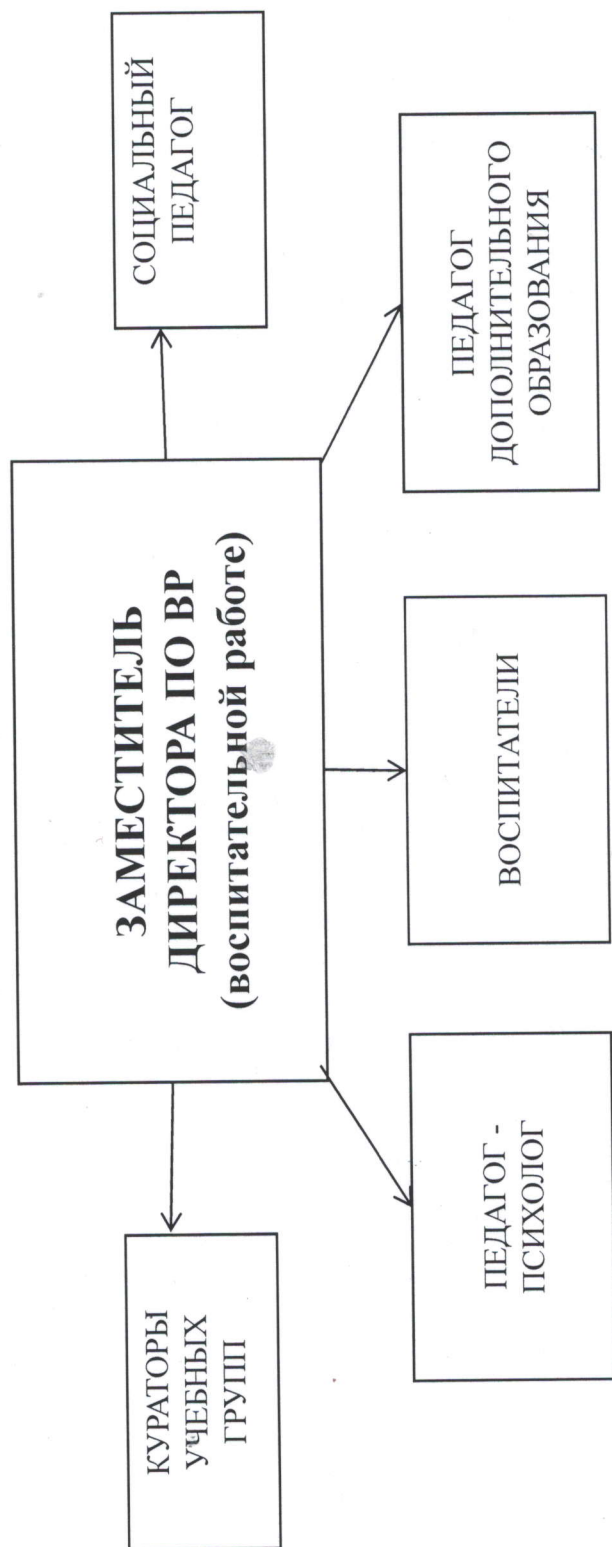 ЗАМЕСТИТЕЛЬ
ДИРЕКТОРА ПО ВР
(воспитательной работе)
КУРАТОРЫ
УЧЕБНЫХ
ГРУПП
СОЦИАЛЬНЫЙ
ПЕДАГОГ
ПЕДАГОГ -
ПСИХОЛОГ
ВОСПИТАТЕЛИ
ПЕДАГОГ
ДОПОЛНИТЕЛЬНОГО
ОБРАЗОВАНИЯ